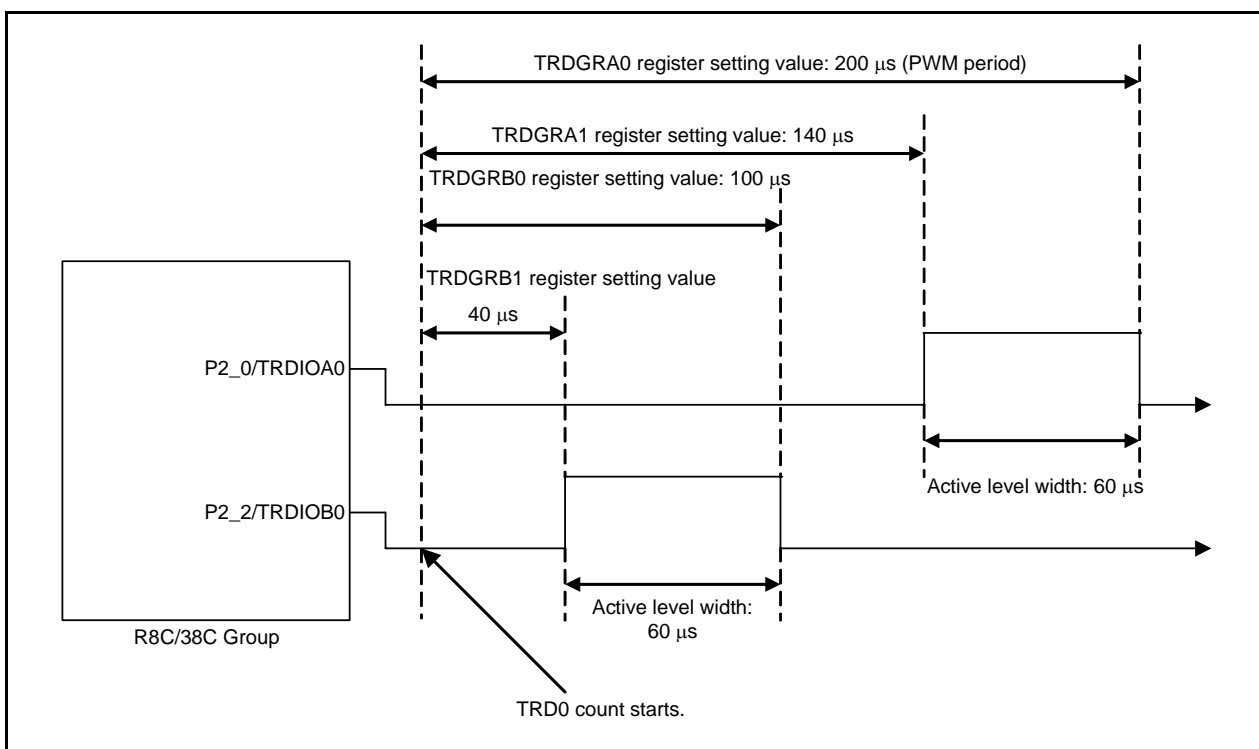 TRDGRA0 register setting value: 200 μs (PWM period)
TRDGRA1 register setting value: 140 μs
TRDGRB0 register setting value: 100 μs
TRDGRB1 register setting value
40 μs
P2_0/TRDIOA0
Active level width: 60 μs
P2_2/TRDIOB0
Active level width:
60 μs
R8C/38C Group
TRD0 count starts.